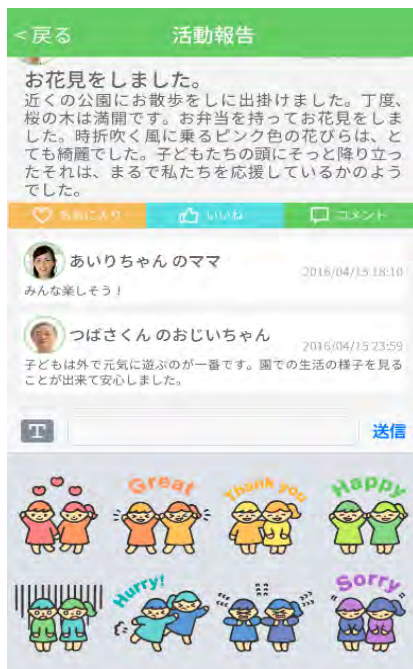 <戻る 活動報告
お花見をしました。
近くの公園にお散歩をしに出掛けました。丁度、
桜の木は満開です。お弁当を持ってお花見をしま
した。時折吹く風に乗るピンク色の花びらは、と
ても綺麗でした。子どもたちの頭にそっと降り立っ
たそれは、まるで私たちを応援しているかのよう
でした。
お気に入り いいね コメント
あいりちゃん のママ
2016/04/15 18:10
みんな楽しそう!
つばさくん のおじいちゃん
2016/04/15 23:59
子どもは外で元気に遊ぶのが一番です。園での生活の様子を見る
ことが出来て安心しました。
T 送信
Great Thank you Happy
Hurry! Sorry